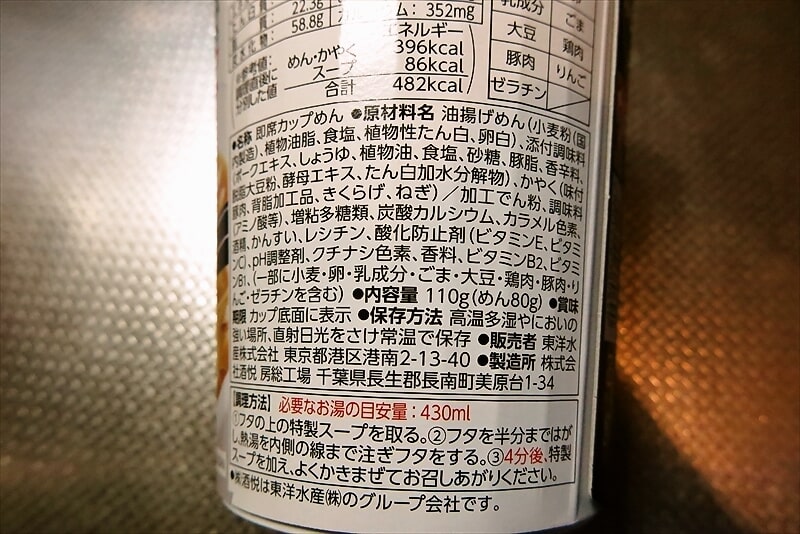 22.3g
58.8g
352mg
エネルギー
めん・かやく 396kcal
スープ 86kcal
合計 482kcal
乳成分 ごま
大豆 鶏肉
豚肉 りんご
ゼラチン
●名称 即席カップめん ●原材料名 油揚げめん(小麦粉(国
内製造)、植物油脂、食塩、植物性たん白、卵白)、添付調味料
(ポークエキス、しょうゆ、植物油、食塩、砂糖、豚脂、香辛料、
脱脂大豆粉、酵母エキス、たん白加水分解物)、かやく(味付
豚肉、背脂加工品、きくらげ、ねぎ)/加工でん粉、調味料
(アミノ酸等)、増粘多糖類、炭酸カルシウム、カラメル色素、
酒精、かんすい、レシチン、酸化防止剤(ビタミンE、ビタミ
ンC)、pH調整剤、クチナシ色素、香料、ビタミンB2、ビタミ
ンB1、(一部に小麦・卵・乳成分・ごま・大豆・鶏肉・豚肉・り
んご・ゼラチンを含む) ●内容量 110g(めん80g) ●賞味
期限 カップ底面に表示 ●保存方法 高温多湿やにおいの
強い場所、直射日光をさけ常温で保存 ●販売者 東洋水
産株式会社 東京都港区港南2-13-40 ●製造所 株式会
社酒悦 房総工場 千葉県長生郡長南町美原台1-34
【調理方法】 必要なお湯の目安量:430ml
①フタの上の特製スープを取る。②フタを半分まではが
し、熱湯を内側の線まで注ぎフタをする。③4分後、特製
スープを加え、よくかきまぜてお召しあがりください。
●㈱酒悦は東洋水産㈱のグループ会社です。